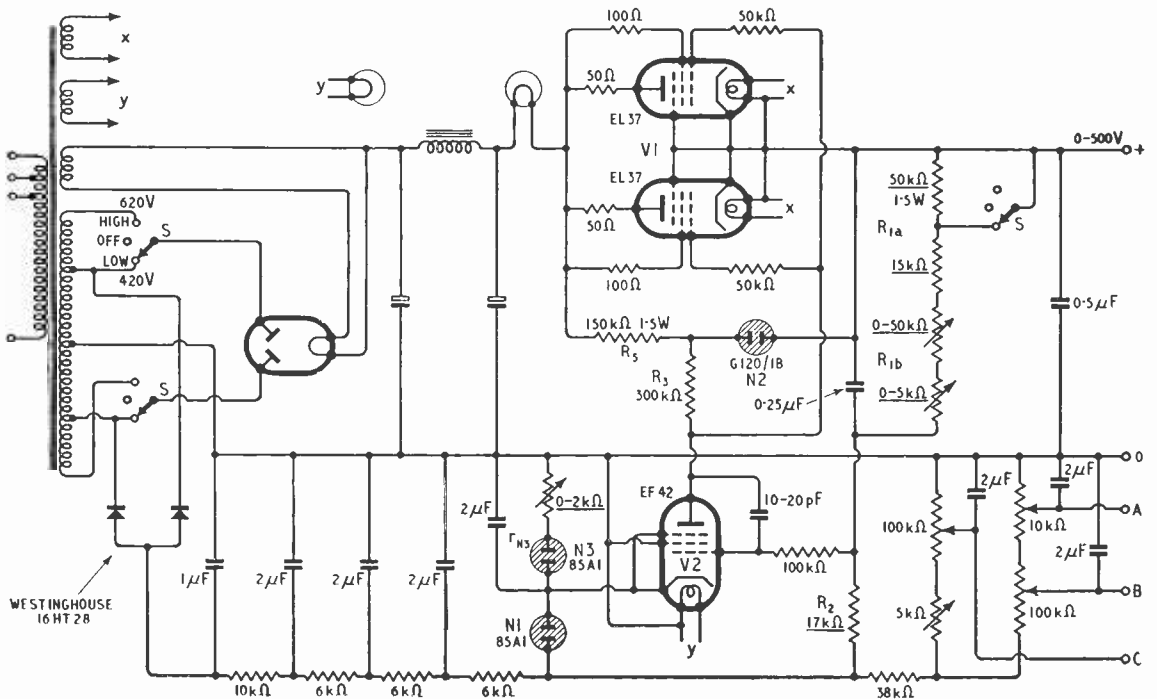 x
y
y
100Ω
50kΩ
50Ω
x
EL37
V1
EL37
50Ω
x
100Ω
50kΩ
0-500V
+
50kΩ
1·5W
S
R1a
15kΩ
0-50kΩ
R1b
0-5kΩ
0·5μF
620V
HIGH
OFF
S
LOW
420V
150kΩ 1·5W
R5
G120/1B
N2
R3
300kΩ
0·25μF
S
0
2μF
0-2kΩ
rN3
N3
85A1
N1
85A1
EF42
V2
10-20pF
100kΩ
y
R2
17kΩ
100kΩ
5kΩ
2μF
2μF
10kΩ
A
2μF
100kΩ
B
C
WESTINGHOUSE
16HT28
1μF
2μF
2μF
2μF
10kΩ
6kΩ
6kΩ
6kΩ
38kΩ